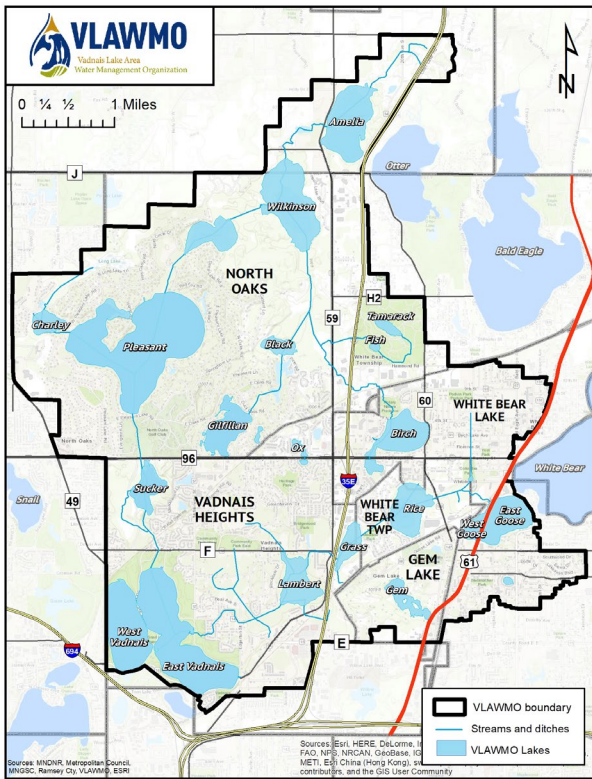 VLAWMO
Vadnais Lake Area
Water Management Organization
N
0 ¼ ½ 1 Miles
Amelia
Otter
J
Wilkinson
Bald Eagle
NORTH
OAKS
H2
Tamarack
59
Fish
Charley
Pleasant
Black
White Bear
Township
60
WHITE BEAR
LAKE
Gilfillan
Birch
North Oaks
Ox
96
White Bear
Snail
49
Sucker
35E
VADNAIS
HEIGHTS
WHITE
BEAR
TWP
Rice
East
Goose
West
Goose
Grass
F
Vadnais
Heights
GEM
LAKE
61
Lambert
Gem Lake
Gem
West
Vadnais
East Vadnais
E
694
VLAWMO boundary
Streams and ditches
VLAWMO Lakes
Sources: MNDNR, Metropolitan Council,
MNGSC, Ramsey Cty, VLAWMO, ESRI
Sources: Esri, HERE, DeLorme,
FAO, NPS, NRCAN, GeoBase,
METI, Esri China (Hong Kong),
contributors, and the GIS User Community